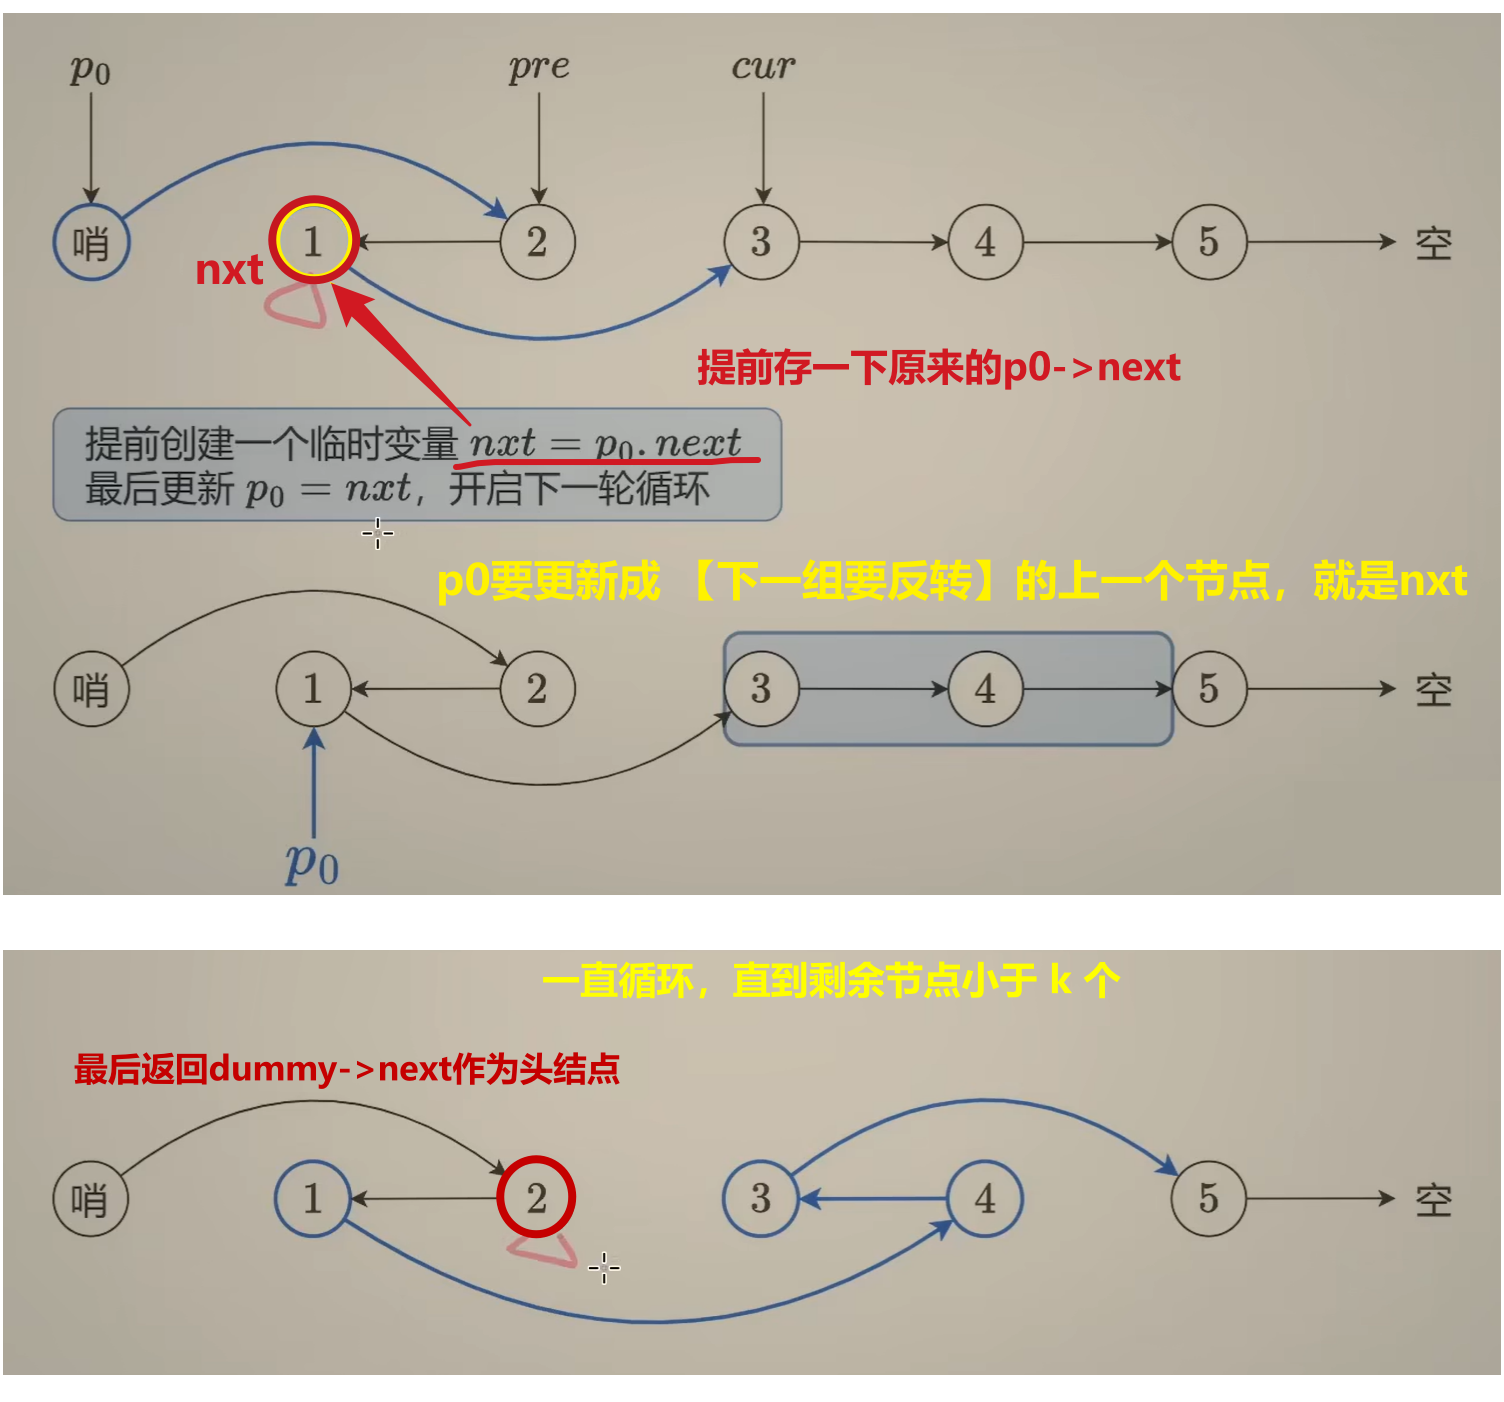 p₀ pre cur
哨 1 2 3 4 5 空
nxt
提前存一下原来的p0->next
提前创建一个临时变量 nxt = p₀.next
最后更新 p₀ = nxt，开启下一轮循环
p0要更新成 【下一组要反转】的上一个节点，就是nxt
哨 1 2 3 4 5 空
p₀
一直循环，直到剩余节点小于 k 个
最后返回dummy->next作为头结点
哨 1 2 3 4 5 空